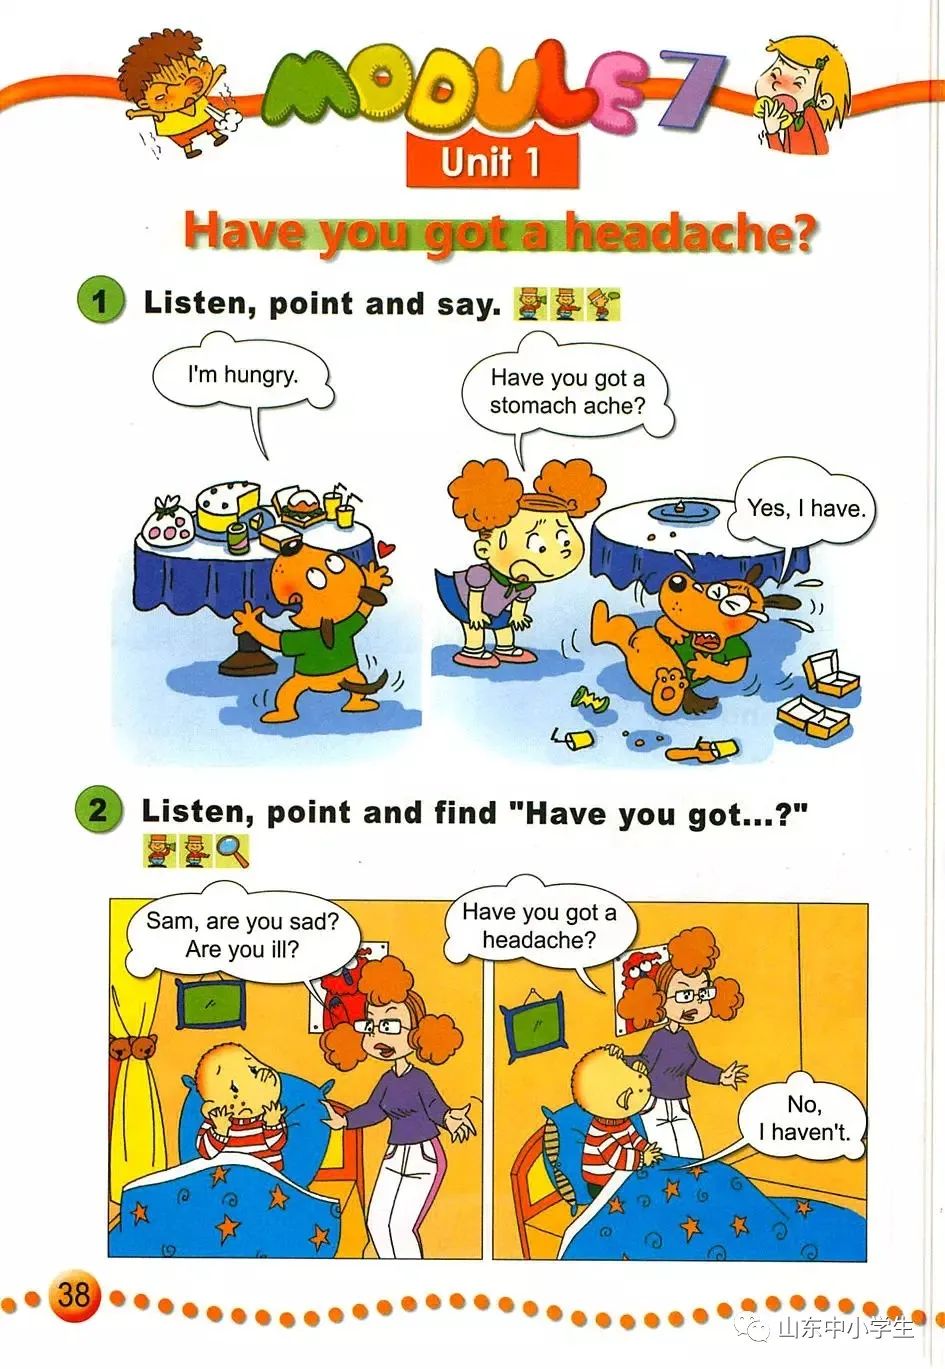 MODULE 7
Unit 1
Have you got a headache?
1 Listen, point and say.
I'm hungry.
Have you got a
stomach ache?
Yes, I have.
2 Listen, point and find "Have you got...?"
Sam, are you sad?
Are you ill?
Have you got a
headache?
No,
I haven't.
38
山东中小学生